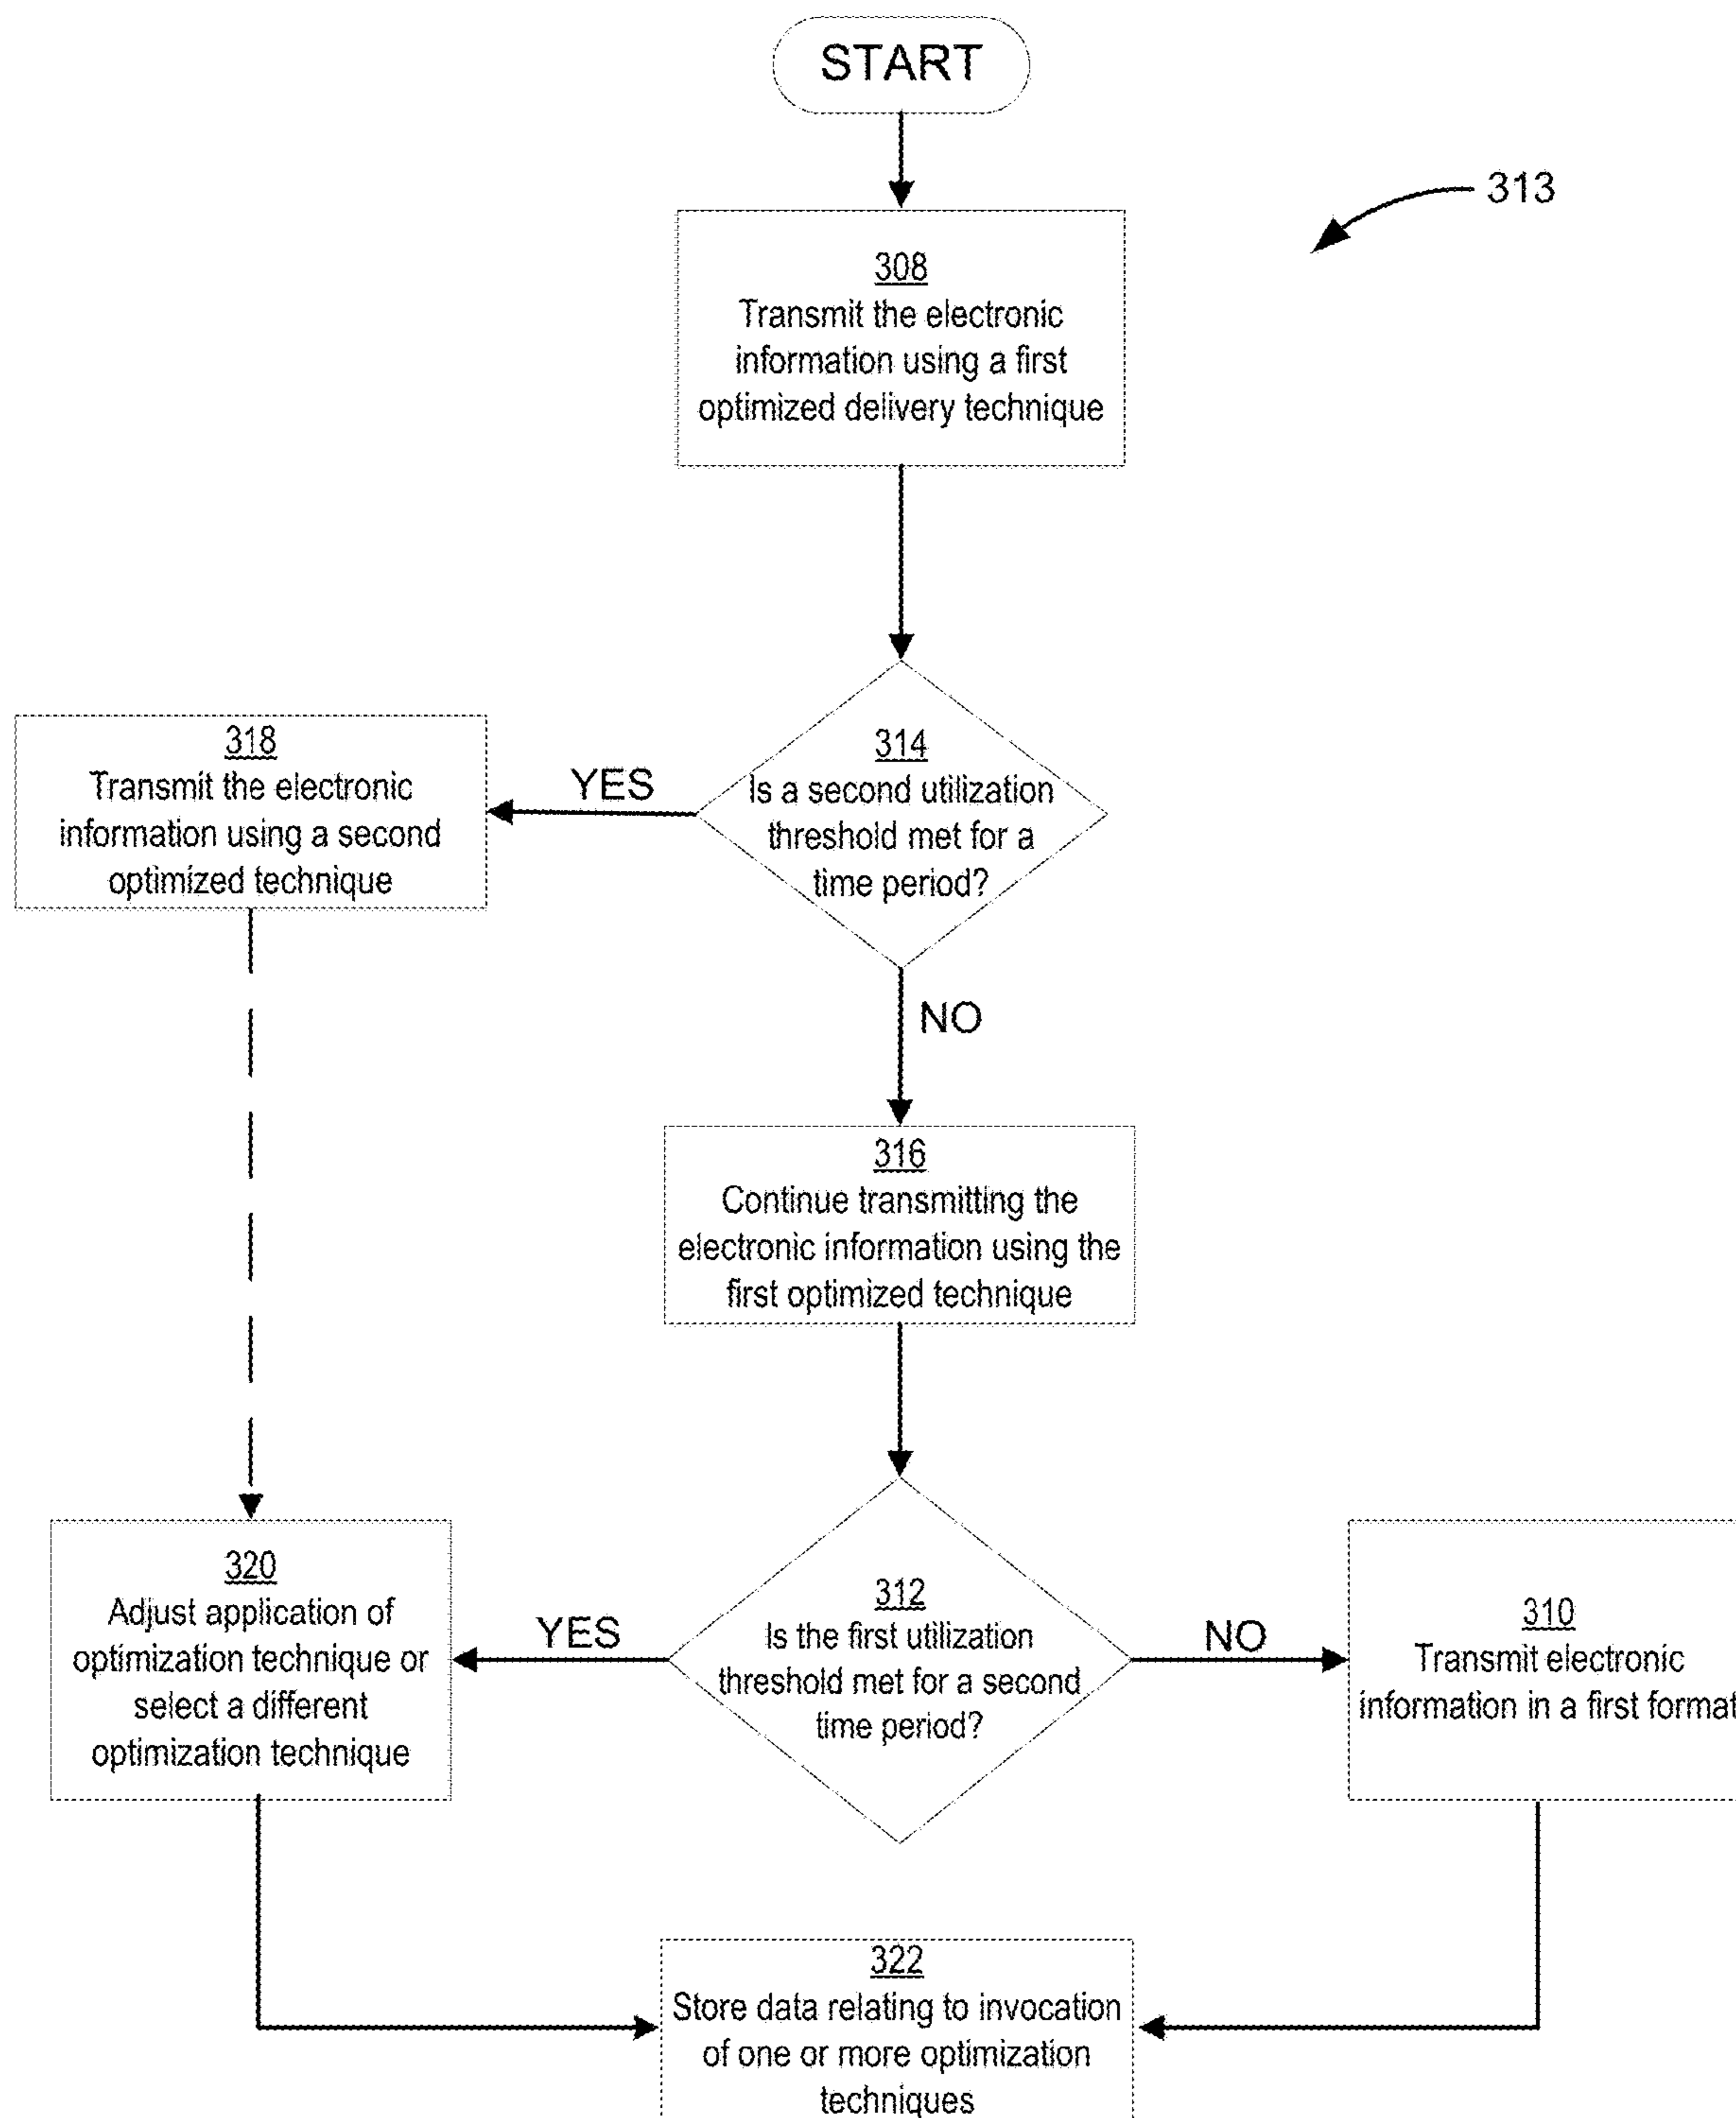 START
313
308
Transmit the electronic
information using a first
optimized delivery technique
314
Is a second utilization
threshold met for a
time period?
YES
318
Transmit the electronic
information using a second
optimized technique
NO
316
Continue transmitting the
electronic information using the
first optimized technique
312
Is the first utilization
threshold met for a second
time period?
YES
320
Adjust application of
optimization technique or
select a different
optimization technique
NO
310
Transmit electronic
information in a first format
322
Store data relating to invocation
of one or more optimization
techniques